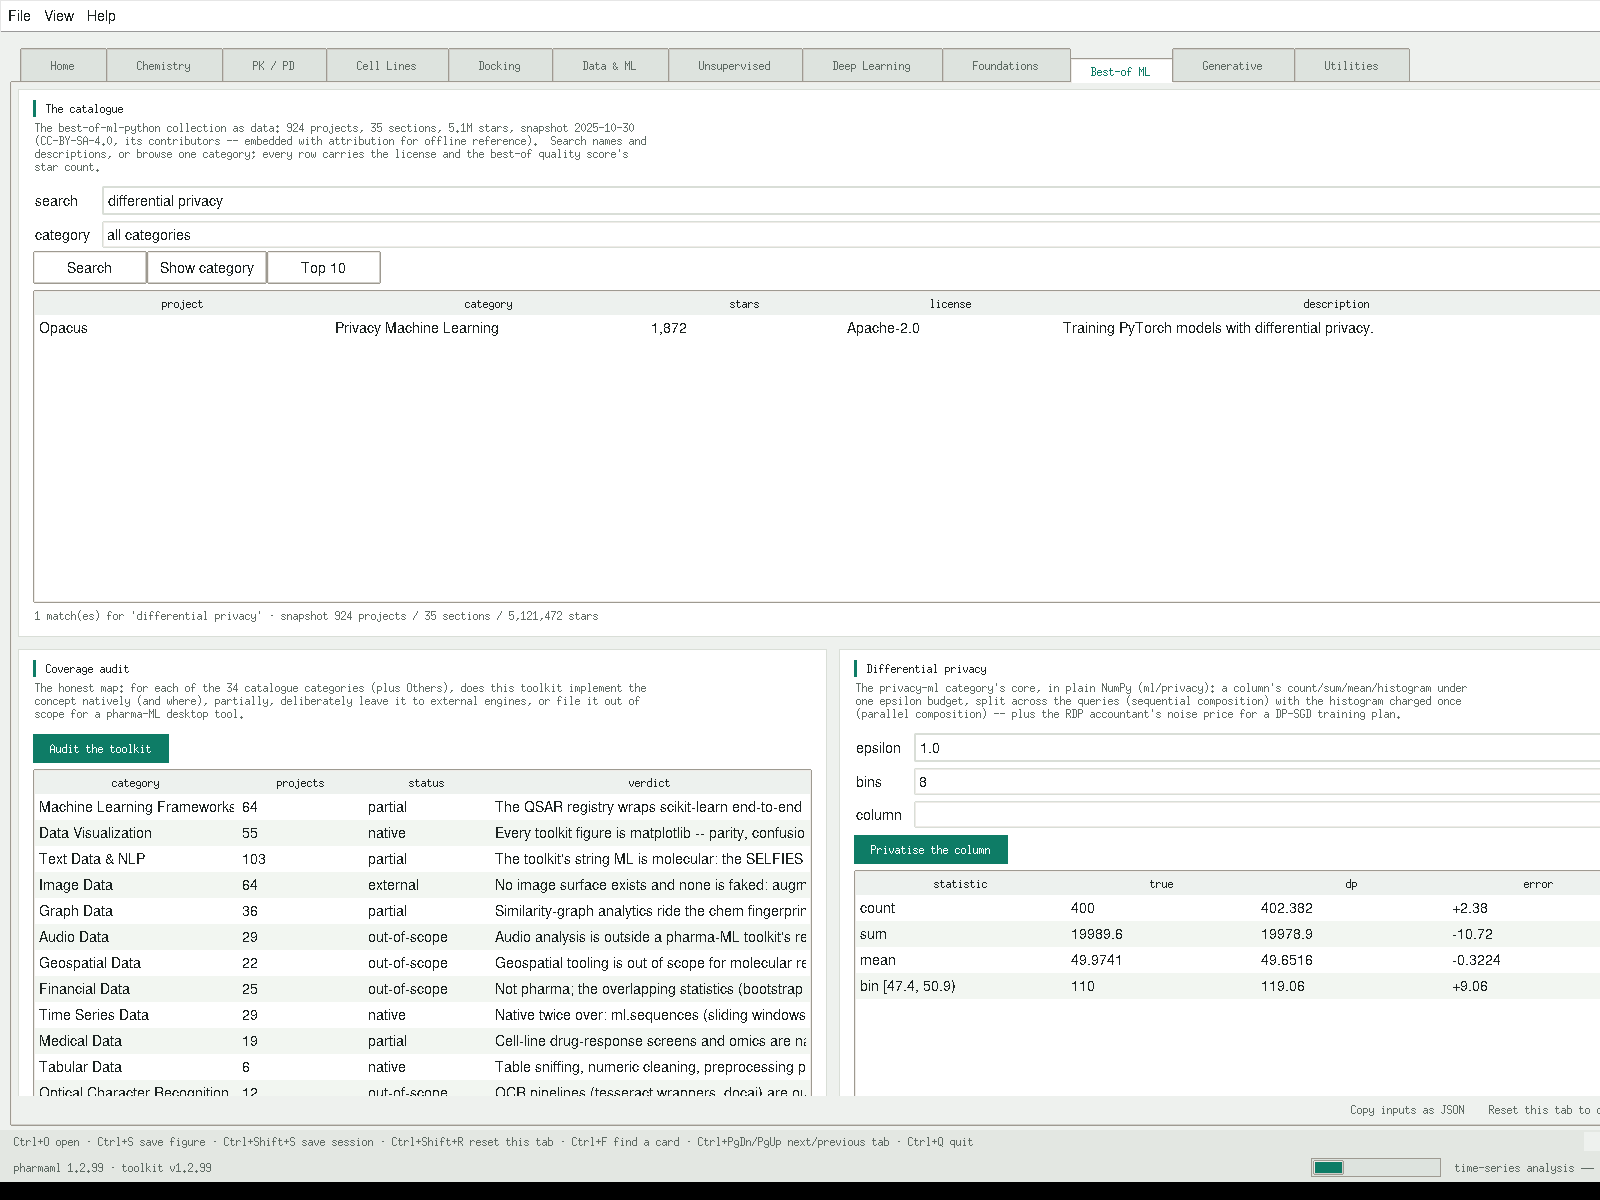 File View Help
Home Chemistry PK / PD Cell Lines Docking Data & ML Unsupervised Deep Learning Foundations Best-of ML Generative Utilities
The catalogue
The best-of-ml-python collection as data: 924 projects, 35 sections, 5.1M stars, snapshot 2025-10-30
(CC-BY-SA-4.0, its contributors -- embedded with attribution for offline reference). Search names and
descriptions, or browse one category; every row carries the license and the best-of quality score's
star count.
search differential privacy
category all categories
Search Show category Top 10
project category stars license description
Opacus Privacy Machine Learning 1,872 Apache-2.0 Training PyTorch models with differential privacy.
1 match(es) for 'differential privacy' · snapshot 924 projects / 35 sections / 5,121,472 stars
Coverage audit
The honest map: for each of the 34 catalogue categories (plus Others), does this toolkit implement the
concept natively (and where), partially, deliberately leave it to external engines, or file it out of
scope for a pharma-ML desktop tool.
Audit the toolkit
category projects status verdict
Machine Learning Frameworks 64 partial The QSAR registry wraps scikit-learn end-to-end
Data Visualization 55 native Every toolkit figure is matplotlib -- parity, confusio
Text Data & NLP 103 partial The toolkit's string ML is molecular: the SELFIES
Image Data 64 external No image surface exists and none is faked: augm
Graph Data 36 partial Similarity-graph analytics ride the chem fingerprin
Audio Data 29 out-of-scope Audio analysis is outside a pharma-ML toolkit's re
Geospatial Data 22 out-of-scope Geospatial tooling is out of scope for molecular re
Financial Data 25 out-of-scope Not pharma; the overlapping statistics (bootstrap
Time Series Data 29 native Native twice over: ml.sequences (sliding windows
Medical Data 19 partial Cell-line drug-response screens and omics are na
Tabular Data 6 native Table sniffing, numeric cleaning, preprocessing p
Optical Character Recognition 12 out-of-scope OCR pipelines (tesseract wrappers, docai) are ou
Differential privacy
The privacy-ml category's core, in plain NumPy (ml/privacy): a column's count/sum/mean/histogram under
one epsilon budget, split across the queries (sequential composition) with the histogram charged once
(parallel composition) -- plus the RDP accountant's noise price for a DP-SGD training plan.
epsilon 1.0
bins 8
column
Privatise the column
statistic true dp error
count 400 402.382 +2.38
sum 19989.6 19978.9 -10.72
mean 49.9741 49.6516 -0.3224
bin [47.4, 50.9) 110 119.06 +9.06
Copy inputs as JSON Reset this tab to
Ctrl+O open · Ctrl+S save figure · Ctrl+Shift+S save session · Ctrl+Shift+R reset this tab · Ctrl+F find a card · Ctrl+PgDn/PgUp next/previous tab · Ctrl+Q quit
pharmaml 1.2.99 · toolkit v1.2.99 time-series analysis —